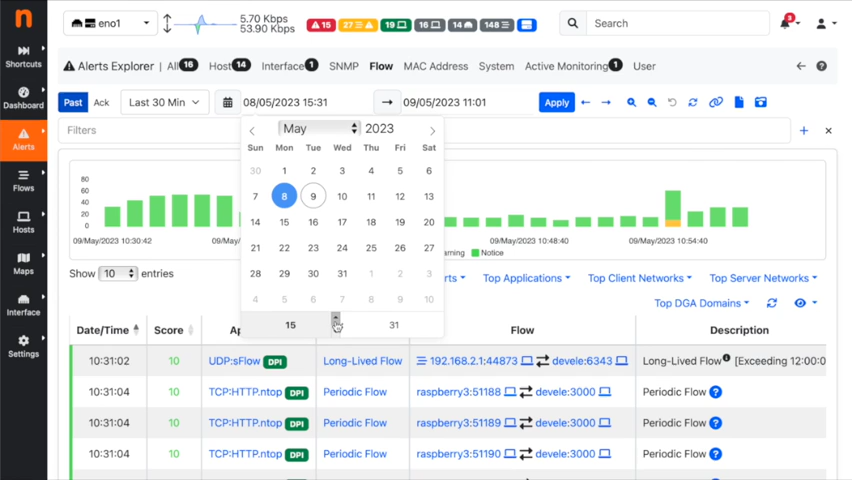 n
eno1
5.70 Kbps
53.90 Kbps
15
27
19
16
14
148
Search
3
Shortcuts
Dashboard
Alerts
Flows
Hosts
Maps
Interface
Settings
Alerts Explorer All 16 Host 14 Interface 1 SNMP Flow MAC Address System Active Monitoring 1 User
Past Ack Last 30 Min 08/05/2023 15:31 → 09/05/2023 11:01 Apply
Filters
May 2023
Sun Mon Tue Wed Thu Fri Sat
30 1 2 3 4 5 6
7 8 9 10 11 12 13
14 15 16 17 18 19 20
21 22 23 24 25 26 27
28 29 30 31 1 2 3
4 5 6 7 8 9 10
15 31
80
60
40
20
0
09/May/2023 10:30:42 09/Ma 09/May/2023 10:48:40 09/May/2023 10:54:40
arning Notice
Show 10 entries
rts Top Applications Top Client Networks Top Server Networks
Top DGA Domains
Date/Time Score Ap Flow Description
10:31:02 10 UDP:sFlow DPI Long-Lived Flow 192.168.2.1:44873 develе:6343 Long-Lived Flow [Exceeding 12:00:0
10:31:04 10 TCP:HTTP.ntop DPI Periodic Flow raspberry3:51188 develе:3000 Periodic Flow ?
10:31:04 10 TCP:HTTP.ntop DPI Periodic Flow raspberry3:51189 develе:3000 Periodic Flow ?
10:31:04 10 TCP:HTTP.ntop DPI Periodic Flow raspberry3:51190 develе:3000 Periodic Flow ?